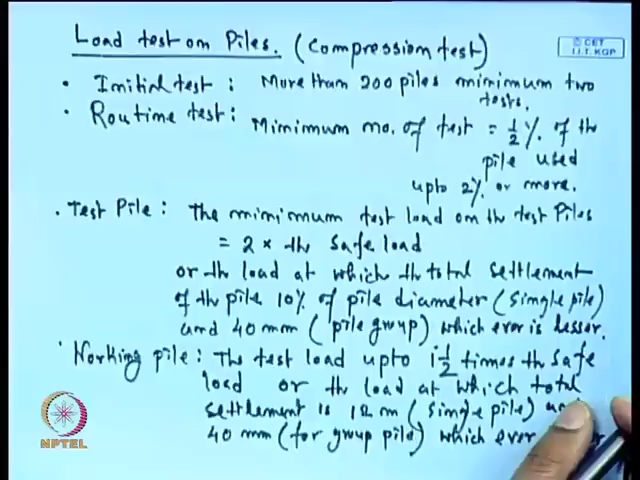 Load test on Piles. (Compression test)
© CET
I.I.T. KGP
• Initial test : More than 200 piles minimum two
tests.
• Routine test : Minimum no. of test = 1/2 % of the
pile used
upto 2% or more.
• Test Pile : The minimum test load on the test Piles
= 2 × the safe load
or the load at which the total settlement
of the pile 10% of pile diameter (single pile)
and 40 mm (pile group) which ever is lesser.
• Working pile : The test load upto 1 1/2 times the safe
load or the load at which total
settlement is 12 m (single pile)
40 mm (for group pile) which ever
NPTEL